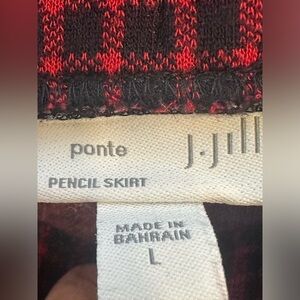 ponte
J.Jill
PENCIL SKIRT
MADE IN
BAHRAIN
L